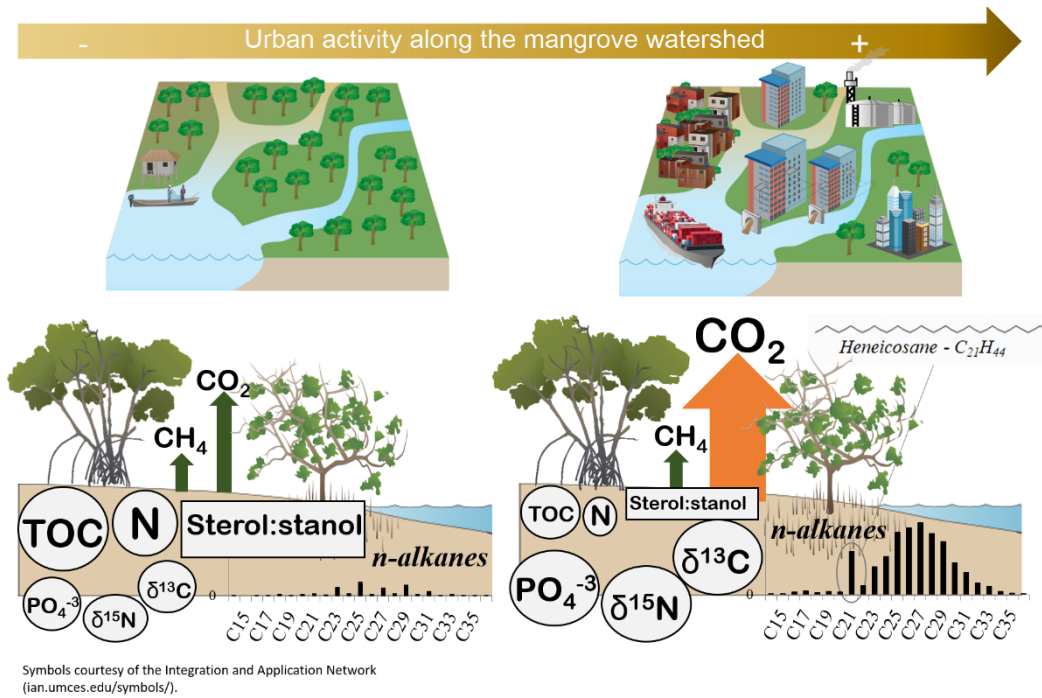 - Urban activity along the mangrove watershed +
CO₂
CH₄
TOC
N
Sterol:stanol
n-alkanes
PO₄⁻³
δ¹⁵N
δ¹³C
0
C15
C17
C19
C21
C23
C25
C27
C29
C31
C33
C35
CO₂
Heneicosane - C₂₁H₄₄
CH₄
TOC
N
Sterol:stanol
n-alkanes
PO₄⁻³
δ¹⁵N
δ¹³C
0
C15
C17
C19
C21
C23
C25
C27
C29
C31
C33
C35
Symbols courtesy of the Integration and Application Network
(ian.umces.edu/symbols/).